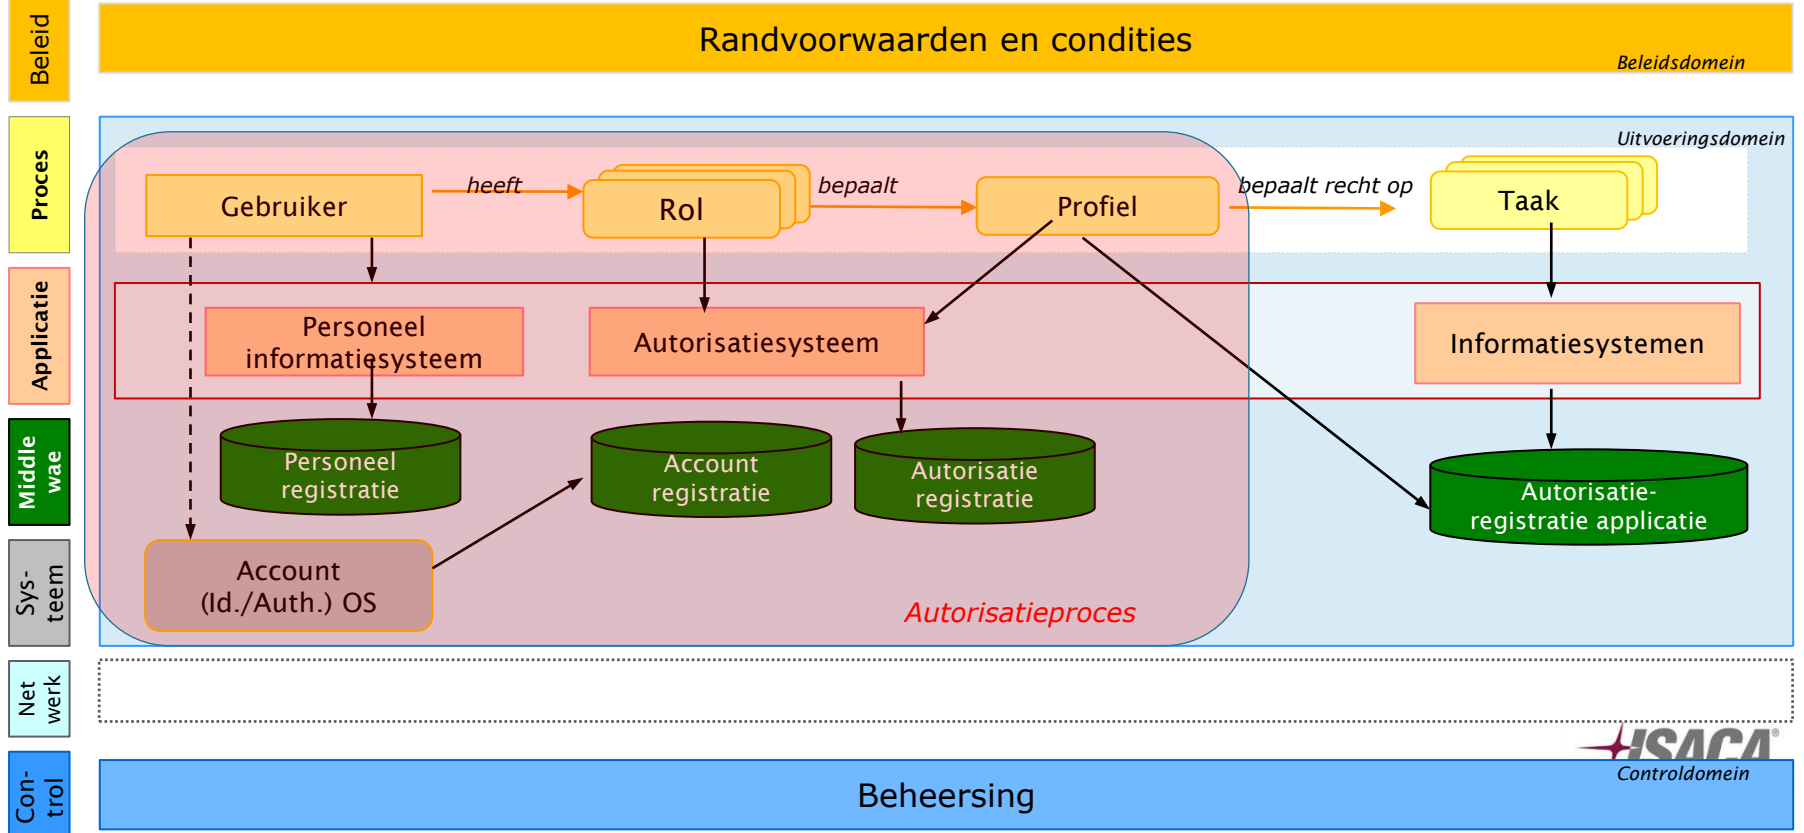 Beleid
Randvoorwaarden en condities
Beleidsdomein
Proces
Uitvoeringsdomein
Gebruiker
heeft
Rol
bepaalt
Profiel
bepaalt recht op
Taak
Applicatie
Personeel
informatiesysteem
Autorisatiesysteem
Informatiesystemen
Middle
wae
Personeel
registratie
Account
registratie
Autorisatie
registratie
Autorisatie-
registratie applicatie
Sys-
teem
Account
(Id./Auth.) OS
Autorisatieproces
Net
werk
ISACA®
Con-
trol
Controldomein
Beheersing